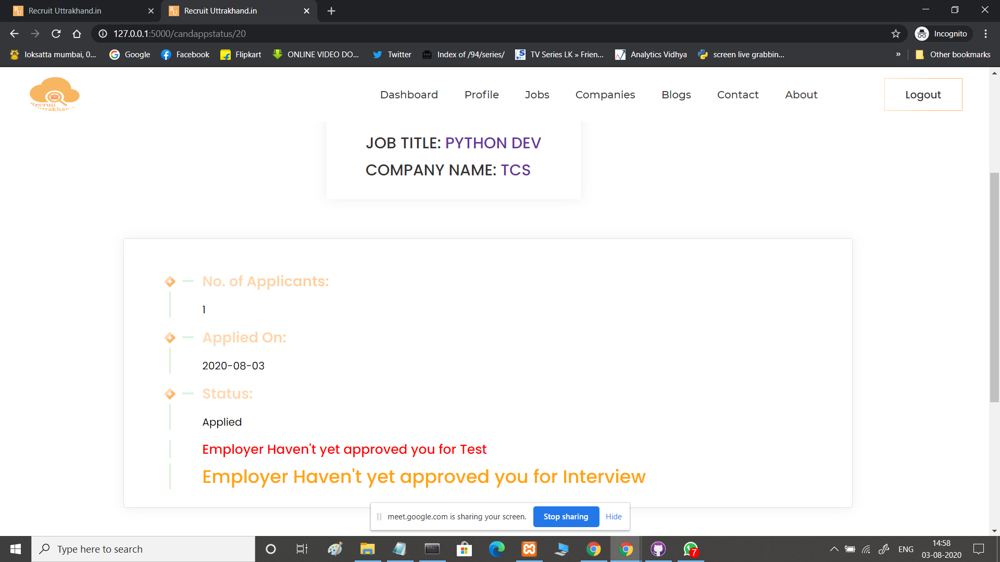 Recruit Uttrakhand.in
Recruit Uttrakhand.in
127.0.0.1:5000/candappstatus/20
Incognito
loksatta mumbai, 0...
Google
Facebook
Flipkart
ONLINE VIDEO DO...
Twitter
Index of /94/series/
TV Series LK » Frien...
Analytics Vidhya
screen live grabbin...
»
Other bookmarks
Recruit
Uttrakhand
Dashboard
Profile
Jobs
Companies
Blogs
Contact
About
Logout
JOB TITLE: PYTHON DEV
COMPANY NAME: TCS
No. of Applicants:
1
Applied On:
2020-08-03
Status:
Applied
Employer Haven't yet approved you for Test
Employer Haven't yet approved you for Interview
meet.google.com is sharing your screen.
Stop sharing
Hide
Type here to search
7
ENG
14:58
03-08-2020